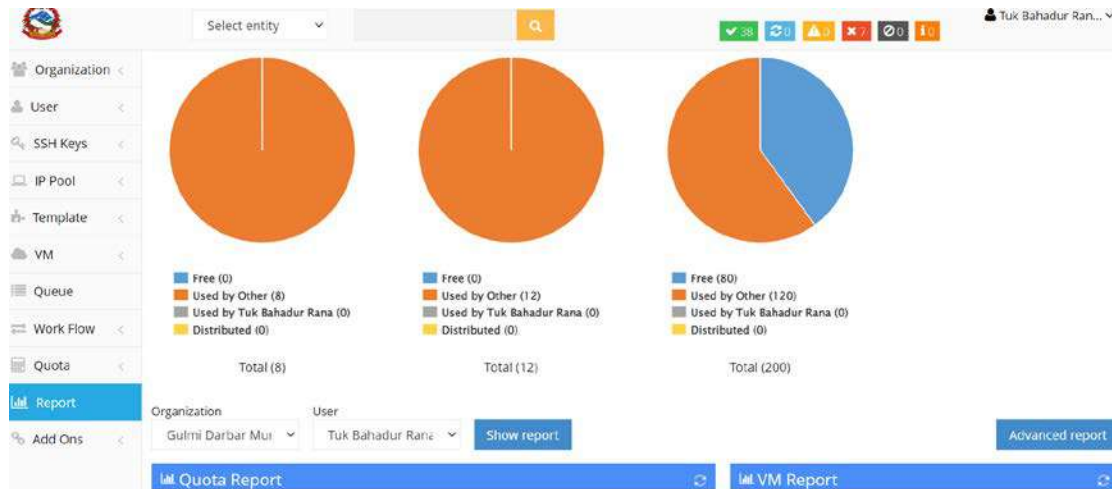 Select entity
38 0 0 7 0 0
Tuk Bahadur Ran...
Organization
User
SSH Keys
IP Pool
Template
VM
Queue
Work Flow
Quota
Report
Add Ons
Free (0)
Used by Other (8)
Used by Tuk Bahadur Rana (0)
Distributed (0)
Total (8)
Free (0)
Used by Other (12)
Used by Tuk Bahadur Rana (0)
Distributed (0)
Total (12)
Free (80)
Used by Other (120)
Used by Tuk Bahadur Rana (0)
Distributed (0)
Total (200)
Organization
User
Gulmi Darbar Mur
Tuk Bahadur Rana
Show report
Advanced report
Quota Report
VM Report